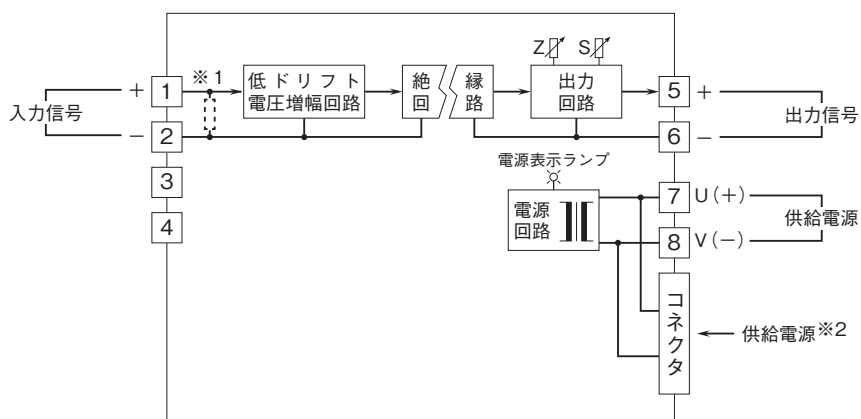 Z S
※1
＋ 1 低ドリフト 絶 縁 出力 5 ＋
電圧増幅回路 回 路 回路
入力信号 出力信号
－ 2 6 －
電源表示ランプ
3 7 U(＋)
電源
回路
供給電源
4 8 V(－)
コネクタ
供給電源※2